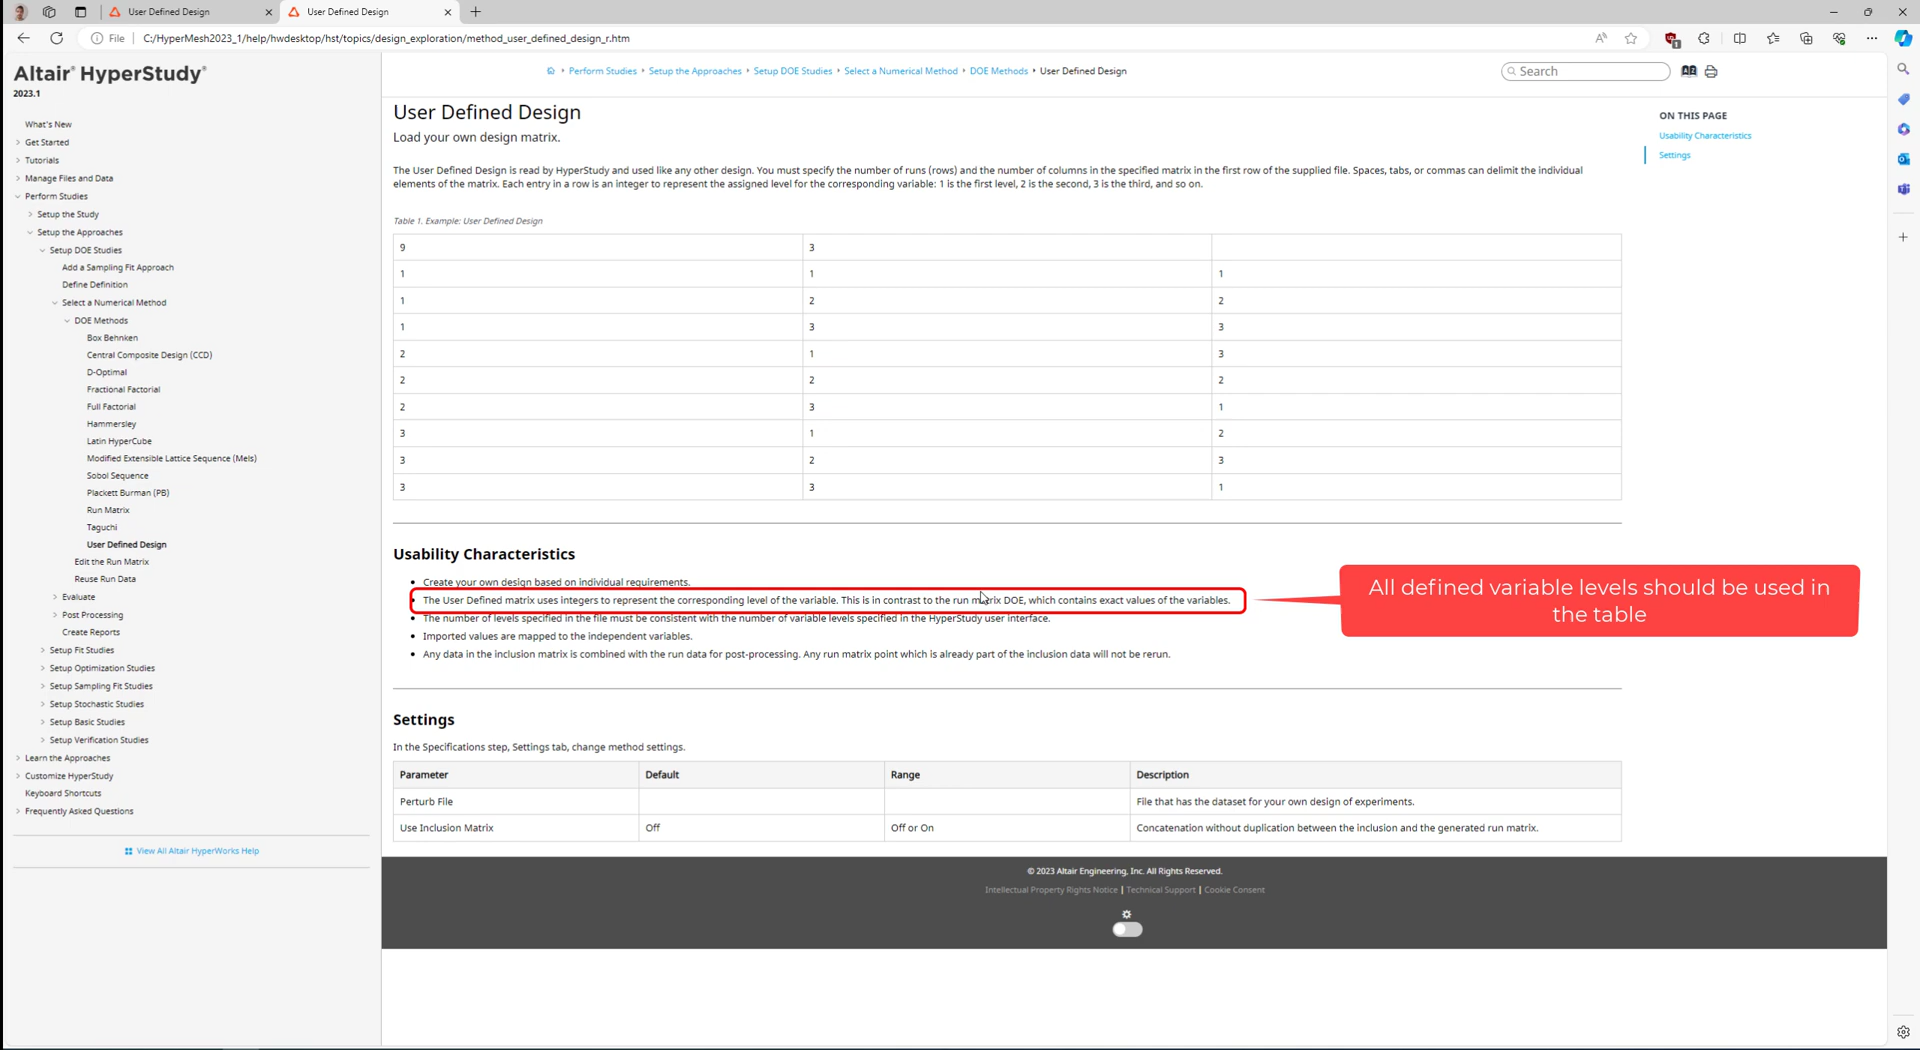 User Defined Design
User Defined Design
File
C:/HyperMesh2023_1/help/hwdesktop/hst/topics/design_exploration/method_user_defined_design_r.htm
Altair® HyperStudy®
2023.1
What's New
Get Started
Tutorials
Manage Files and Data
Perform Studies
Setup the Study
Setup the Approaches
Setup DOE Studies
Add a Sampling Fit Approach
Define Definition
Select a Numerical Method
DOE Methods
Box Behnken
Central Composite Design (CCD)
D-Optimal
Fractional Factorial
Full Factorial
Hammersley
Latin HyperCube
Modified Extensible Lattice Sequence (Mels)
Sobol Sequence
Plackett Burman (PB)
Run Matrix
Taguchi
User Defined Design
Edit the Run Matrix
Reuse Run Data
Evaluate
Post Processing
Create Reports
Setup Fit Studies
Setup Optimization Studies
Setup Sampling Fit Studies
Setup Stochastic Studies
Setup Basic Studies
Setup Verification Studies
Learn the Approaches
Customize HyperStudy
Keyboard Shortcuts
Frequently Asked Questions
View All Altair HyperWorks Help
Perform Studies Setup the Approaches Setup DOE Studies Select a Numerical Method DOE Methods User Defined Design
Search
User Defined Design
Load your own design matrix.
The User Defined Design is read by HyperStudy and used like any other design. You must specify the number of runs (rows) and the number of columns in the specified matrix in the first row of the supplied file. Spaces, tabs, or commas can delimit the individual
elements of the matrix. Each entry in a row is an integer to represent the assigned level for the corresponding variable: 1 is the first level, 2 is the second, 3 is the third, and so on.
Table 1. Example: User Defined Design
9 3
1 1 1
1 2 2
1 3 3
2 1 3
2 2 2
2 3 1
3 1 2
3 2 3
3 3 1
Usability Characteristics
• Create your own design based on individual requirements.
• The User Defined matrix uses integers to represent the corresponding level of the variable. This is in contrast to the run matrix DOE, which contains exact values of the variables.
• The number of levels specified in the file must be consistent with the number of variable levels specified in the HyperStudy user interface.
• Imported values are mapped to the independent variables.
• Any data in the inclusion matrix is combined with the run data for post-processing. Any run matrix point which is already part of the inclusion data will not be rerun.
All defined variable levels should be used in
the table
Settings
In the Specifications step, Settings tab, change method settings.
Parameter Default Range Description
Perturb File File that has the dataset for your own design of experiments.
Use Inclusion Matrix Off Off or On Concatenation without duplication between the inclusion and the generated run matrix.
ON THIS PAGE
Usability Characteristics
Settings
© 2023 Altair Engineering, Inc. All Rights Reserved.
Intellectual Property Rights Notice | Technical Support | Cookie Consent